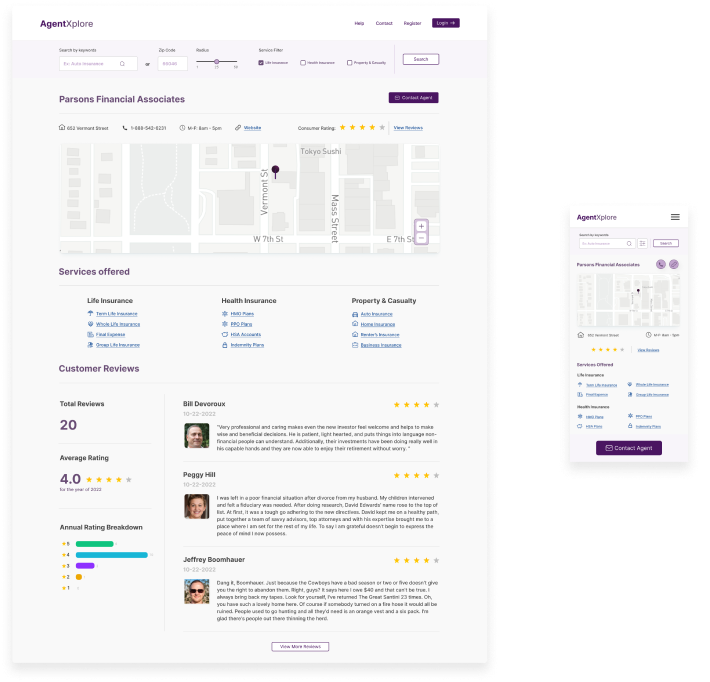 AgentXplore
Help Contact Register Login →
Search by keywords Zip Code Radius Service Filter
Ex: Auto Insurance or Life Insurance Health Insurance Property & Casualty Search
Parsons Financial Associates
Contact Agent
652 Vermont Street 1-888-542-8231 M-F: 8am - 5pm Website Consumer Rating: View Reviews
Tokyo Sushi
Vermont St
Mass Street
W 7th St
E 7th St
+
−
Services offered
Life Insurance Health Insurance Property & Casualty
Term Life Insurance HMO Plans Auto Insurance
Whole Life Insurance PPO Plans Home Insurance
Final Expense HSA Accounts Renter's Insurance
Group Life Insurance Indemnity Plans Business Insurance
Customer Reviews
Total Reviews
20
Average Rating
4.0
for the year of 2022
Annual Rating Breakdown
5
4
3
2
1
Bill Devoroux
10-22-2022
"Very professional and caring makes even the new investor feel welcome and helps to make
wise and beneficial decisions. He is patient, light hearted, and puts things into language non-
financial people can understand. Additionally, their investments have been doing really well in
his capable hands and they are now able to enjoy their retirement without worry. "
Peggy Hill
10-22-2022
I was left in a poor financial situation after divorce from my husband. My children intervened
and felt a fiduciary was needed. After doing research, David Edwards' name rose to the top of
list. At first, it was a tough go adhering to the new directives. David kept me on a healthy path,
put together a team of savvy advisors, top attorneys and with his expertise brought me to a
place where I am set for the rest of my life. To say I am grateful doesn't begin to express the
peace of mind I now possess.
Jeffrey Boomhauer
10-22-2022
Dang it, Boomhauer. Just because the Cowboys have a bad season or two or five doesn't give
you the right to abandon them. Right, guys? It says here I owe $40 and that can't be true. I
always bring back my tapes. Look for yourself, I've returned The Great Santini 23 times. Oh,
you have such a lovely home here. Of course if somebody turned on a fire hose it would all be
ruined. People used to go hunting and all they'd need is an orange vest and a six pack. I'm
glad there's people out there thinning the herd.
View More Reviews
AgentXplore
Search by keywords
Ex: Auto Insurance Search
Parsons Financial Associates
652 Vermont Street M-F: 8am - 5pm
View Reviews
Services Offered
Life Insurance
Term Life Insurance Whole Life Insurance
Final Expense Group Life Insurance
Health Insurance
HMO Plans PPO Plans
HSA Plans Indemnity Plans
Contact Agent